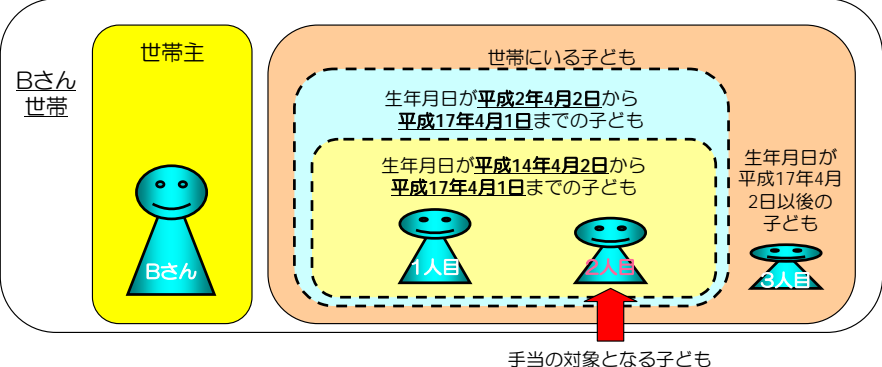 Bさん
世帯
世帯主
Bさん
世帯にいる子ども
生年月日が平成2年4月2日から
平成17年4月1日までの子ども
生年月日が平成14年4月2日から
平成17年4月1日までの子ども
1人目
2人目
生年月日が
平成17年4月
2日以後の
子ども
3人目
手当の対象となる子ども